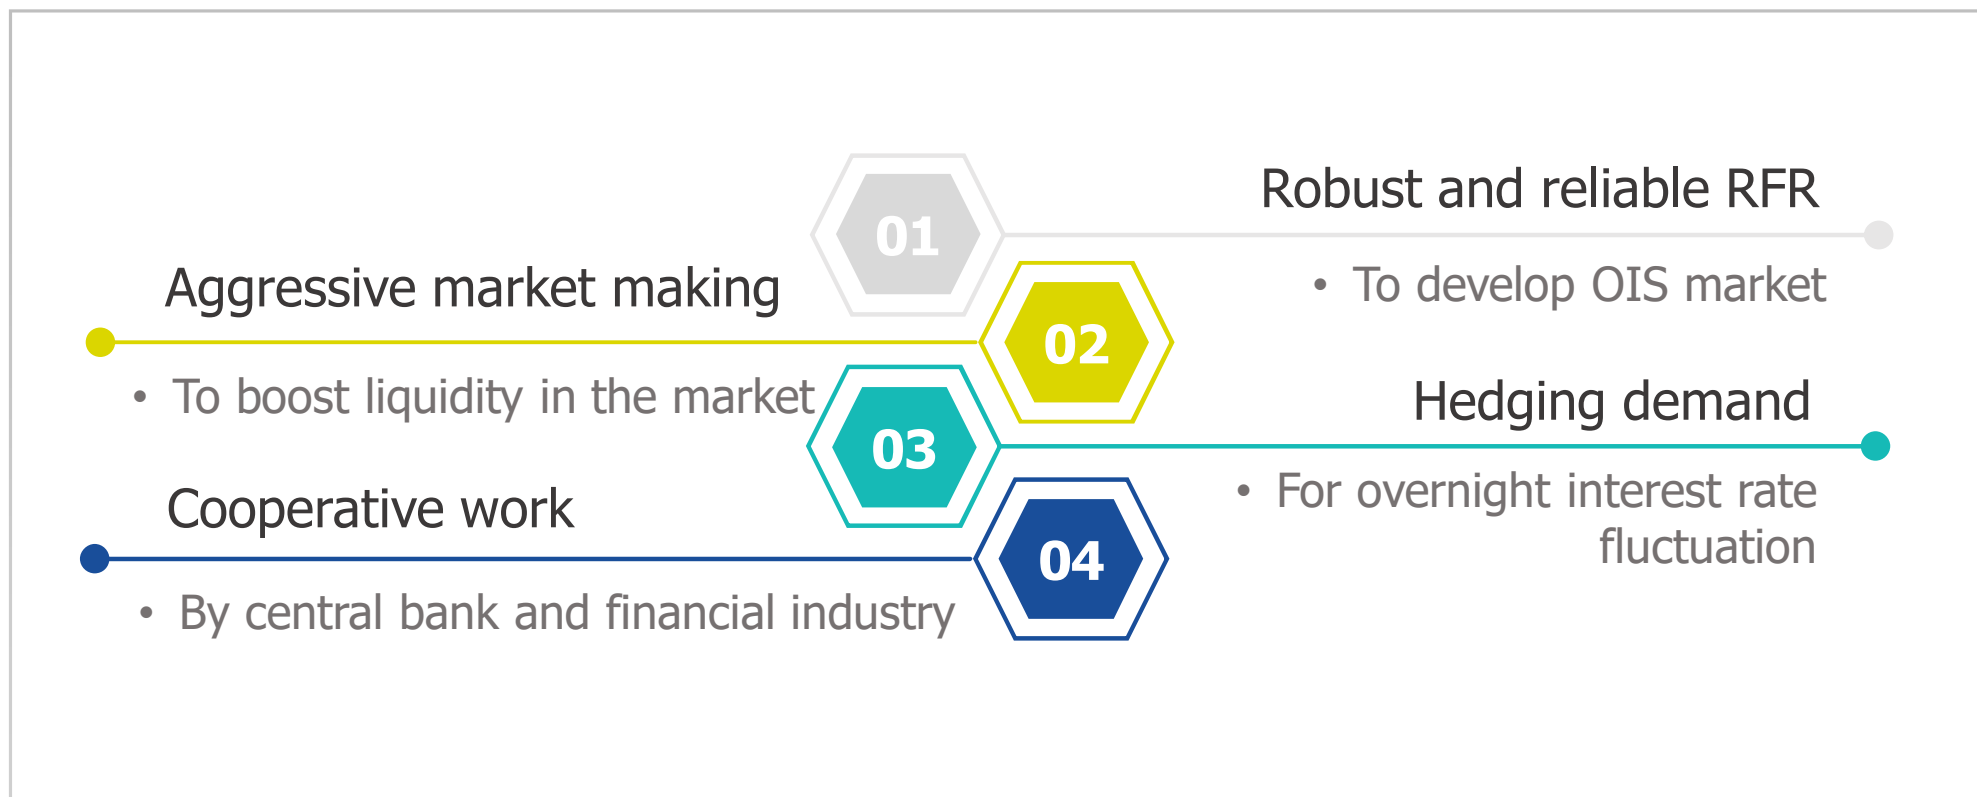 01
Robust and reliable RFR
• To develop OIS market
Aggressive market making
02
• To boost liquidity in the market
03
Hedging demand
• For overnight interest rate
fluctuation
Cooperative work
04
• By central bank and financial industry